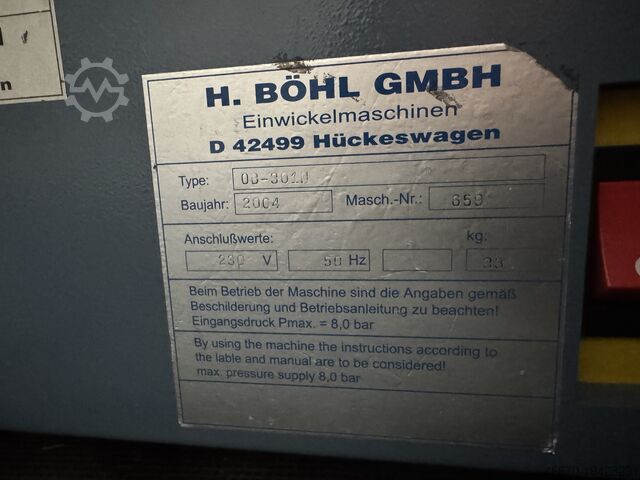 H. BÖHL GMBH
Einwickelmaschinen
D 42499 Hückeswagen
Type:
Baujahr: 2004 Masch.-Nr.: 659
Anschlußwerte: kg:
230 V 50 Hz 33
Beim Betrieb der Maschine sind die Angaben gemäß
Beschilderung und Betriebsanleitung zu beachten!
Eingangsdruck Pmax. = 8,0 bar
By using the machine the instructions according to
the lable and manual are to be considered!
max. pressure supply 8,0 bar